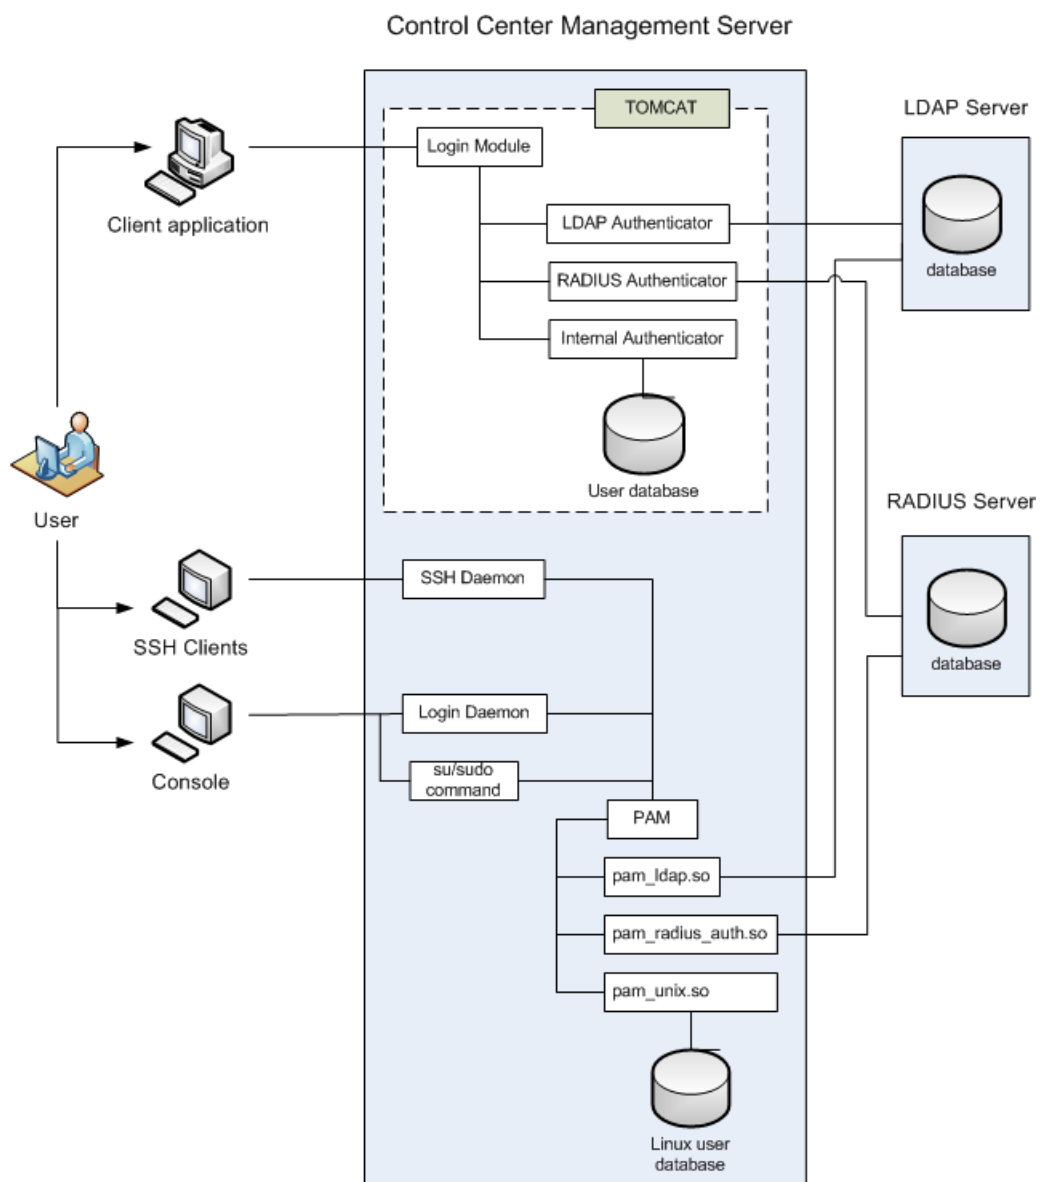 Control Center Management Server
TOMCAT
LDAP Server
Login Module
Client application
LDAP Authenticator
database
RADIUS Authenticator
Internal Authenticator
User database
User
RADIUS Server
SSH Daemon
SSH Clients
database
Login Daemon
Console
su/sudo
command
PAM
pam_ldap.so
pam_radius_auth.so
pam_unix.so
Linux user
database